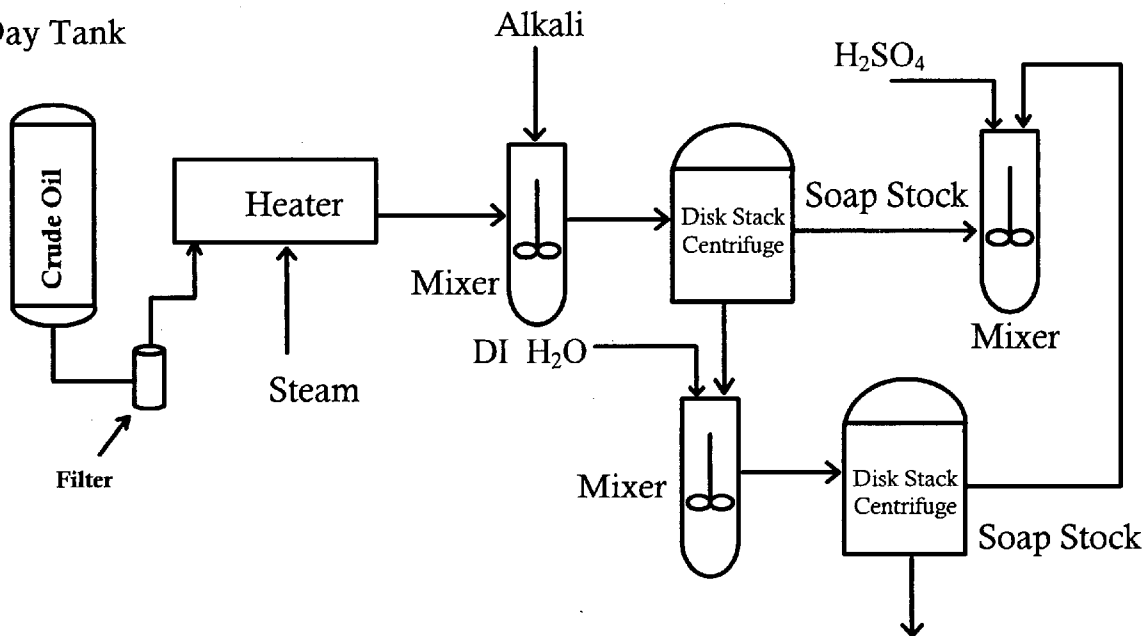 Day Tank
Alkali
H₂SO₄
Crude Oil
Heater
Soap Stock
Disk Stack
Centrifuge
Mixer
Mixer
DI H₂O
Steam
Filter
Mixer
Disk Stack
Centrifuge
Soap Stock